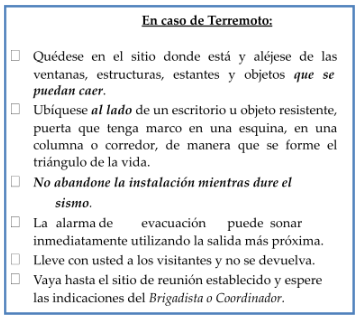 En caso de Terremoto:
Quédese en el sitio donde está y aléjese de las
ventanas, estructuras, estantes y objetos que se
puedan caer.
Ubíquese al lado de un escritorio u objeto resistente,
puerta que tenga marco en una esquina, en una
columna o corredor, de manera que se forme el
triángulo de la vida.
No abandone la instalación mientras dure el
sismo.
La alarma de evacuación puede sonar
inmediatamente utilizando la salida más próxima.
Lleve con usted a los visitantes y no se devuelva.
Vaya hasta el sitio de reunión establecido y espere
las indicaciones del Brigadista o Coordinador.